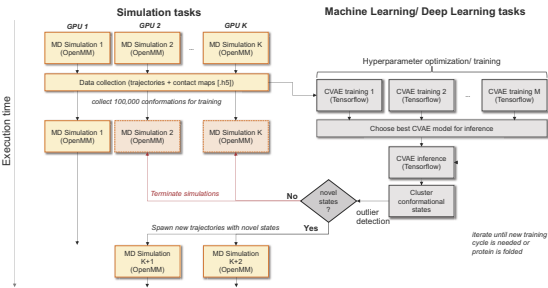 Simulation tasks
Machine Learning/ Deep Learning tasks
GPU 1
GPU 2
GPU K
MD Simulation 1
(OpenMM)
MD Simulation 2
(OpenMM)
...
MD Simulation K
(OpenMM)
Hyperparameter optimization/ training
Data collection (trajectories + contact maps [.h5])
CVAE training 1
(Tensorflow)
CVAE training 2
(Tensorflow)
...
CVAE training M
(Tensorflow)
collect 100,000 conformations for training
Choose best CVAE model for inference
MD Simulation 1
(OpenMM)
MD Simulation 2
(OpenMM)
MD Simulation K
(OpenMM)
CVAE inference
(Tensorflow)
Terminate simulations
No
novel
states
?
Cluster
conformational
states
outlier
detection
Yes
Spawn new trajectories with novel states
iterate until new training
cycle is needed or
protein is folded
MD Simulation
K+1
(OpenMM)
MD Simulation
K+2
(OpenMM)
Execution time